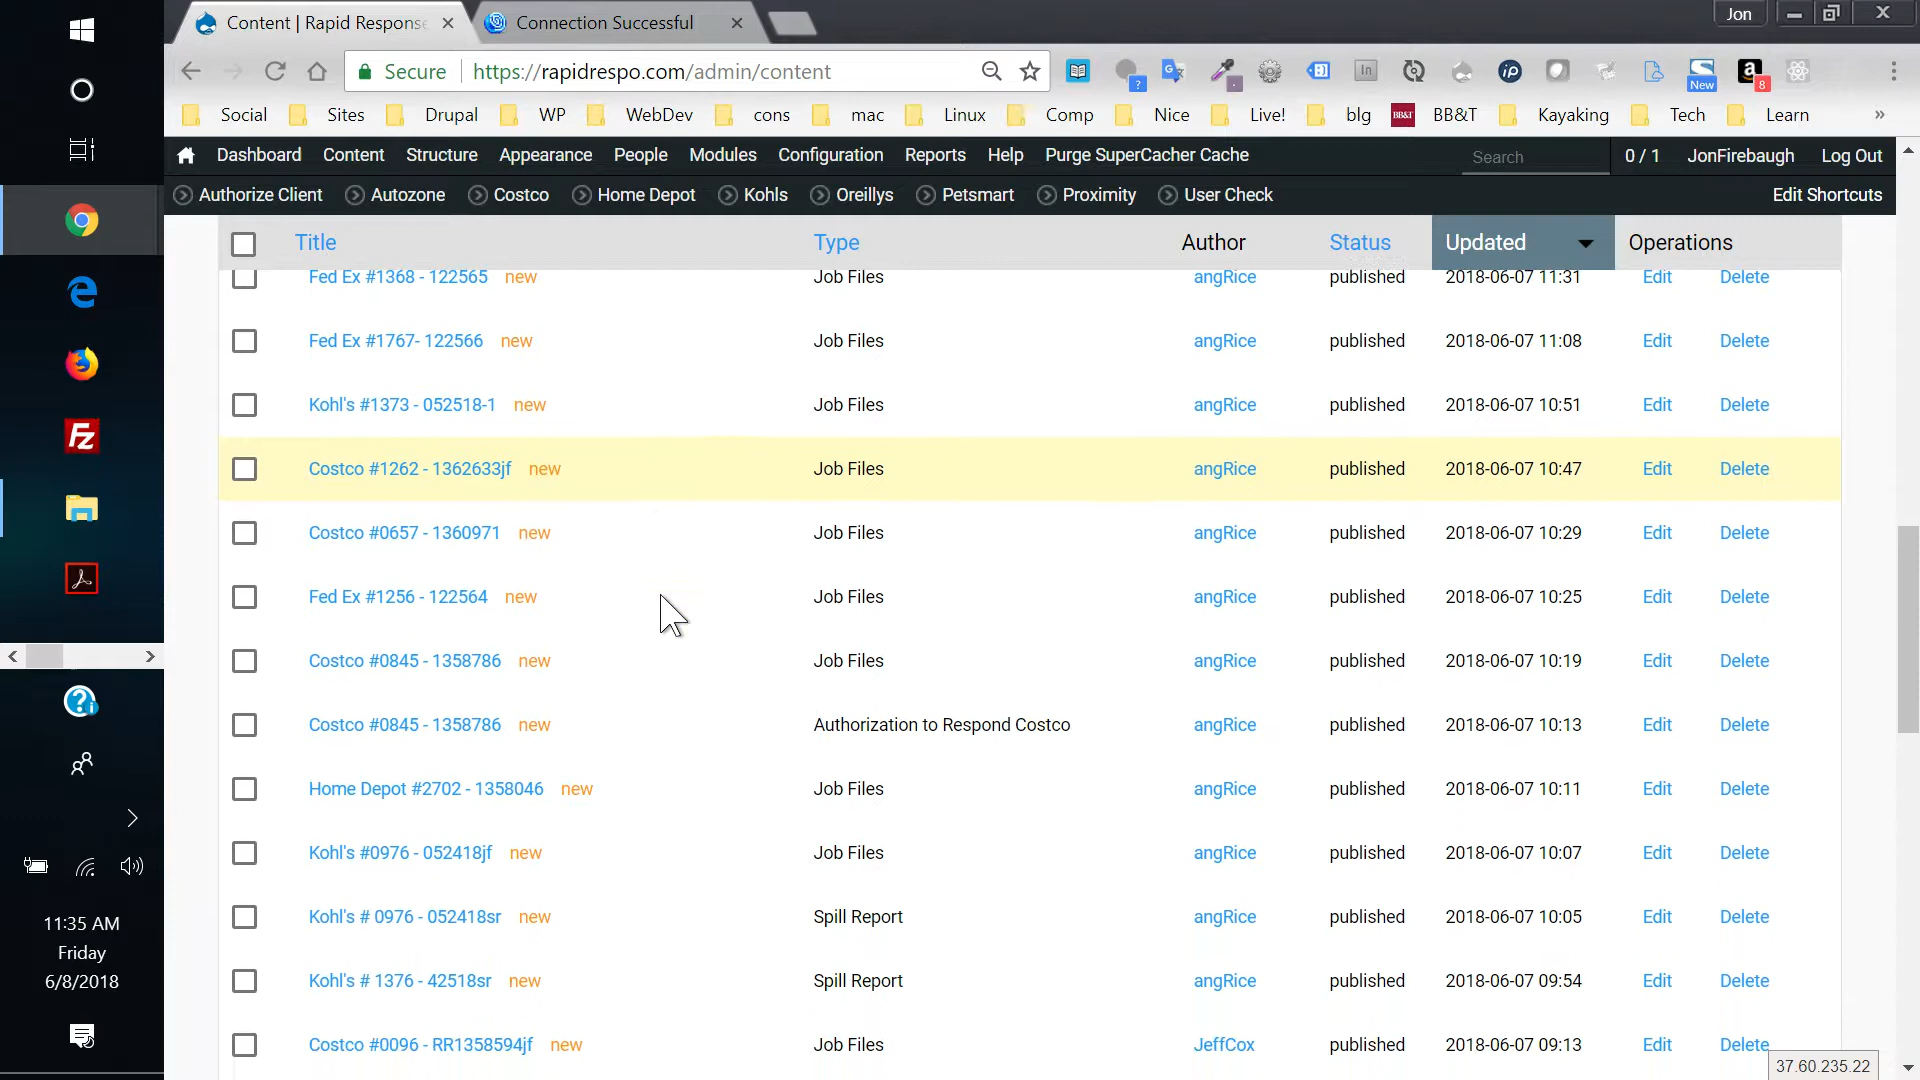 Content | Rapid Response
Connection Successful
Jon
Secure https://rapidrespo.com/admin/content
New
8
Social Sites Drupal WP WebDev cons mac Linux Comp Nice Live! blg BB&T BB&T Kayaking Tech Learn »
Dashboard Content Structure Appearance People Modules Configuration Reports Help Purge SuperCacher Cache Search 0 / 1 JonFirebaugh Log Out
Authorize Client Autozone Costco Home Depot Kohls Oreillys Petsmart Proximity User Check Edit Shortcuts
Title Type Author Status Updated Operations
Fed Ex #1368 - 122565 new Job Files angRice published 2018-06-07 11:31 Edit Delete
Fed Ex #1767- 122566 new Job Files angRice published 2018-06-07 11:08 Edit Delete
Kohl's #1373 - 052518-1 new Job Files angRice published 2018-06-07 10:51 Edit Delete
Costco #1262 - 1362633jf new Job Files angRice published 2018-06-07 10:47 Edit Delete
Costco #0657 - 1360971 new Job Files angRice published 2018-06-07 10:29 Edit Delete
Fed Ex #1256 - 122564 new Job Files angRice published 2018-06-07 10:25 Edit Delete
Costco #0845 - 1358786 new Job Files angRice published 2018-06-07 10:19 Edit Delete
Costco #0845 - 1358786 new Authorization to Respond Costco angRice published 2018-06-07 10:13 Edit Delete
Home Depot #2702 - 1358046 new Job Files angRice published 2018-06-07 10:11 Edit Delete
Kohl's #0976 - 052418jf new Job Files angRice published 2018-06-07 10:07 Edit Delete
Kohl's # 0976 - 052418sr new Spill Report angRice published 2018-06-07 10:05 Edit Delete
Kohl's # 1376 - 42518sr new Spill Report angRice published 2018-06-07 09:54 Edit Delete
Costco #0096 - RR1358594jf new Job Files JeffCox published 2018-06-07 09:13 Edit Delete
37.60.235.22
11:35 AM
Friday
6/8/2018